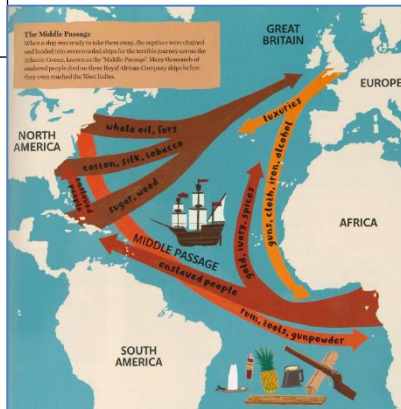 The Middle Passage
When a ship was ready to take them away, the captives were chained
and loaded into overcrowded ships for the terrible journey across the
Atlantic Ocean, known as the 'Middle Passage'. Many thousands of
enslaved people died on these Royal African Company ships before
they even reached the West Indies.
GREAT
BRITAIN
EUROPE
luxuries
NORTH
AMERICA
whale oil, furs
cotton, silk, tobacco
enslaved
people
sugar, wood
guns, cloth, iron, alcohol
gold, ivory, spices
AFRICA
MIDDLE PASSAGE
enslaved people
rum, tools, gunpowder
SOUTH
AMERICA